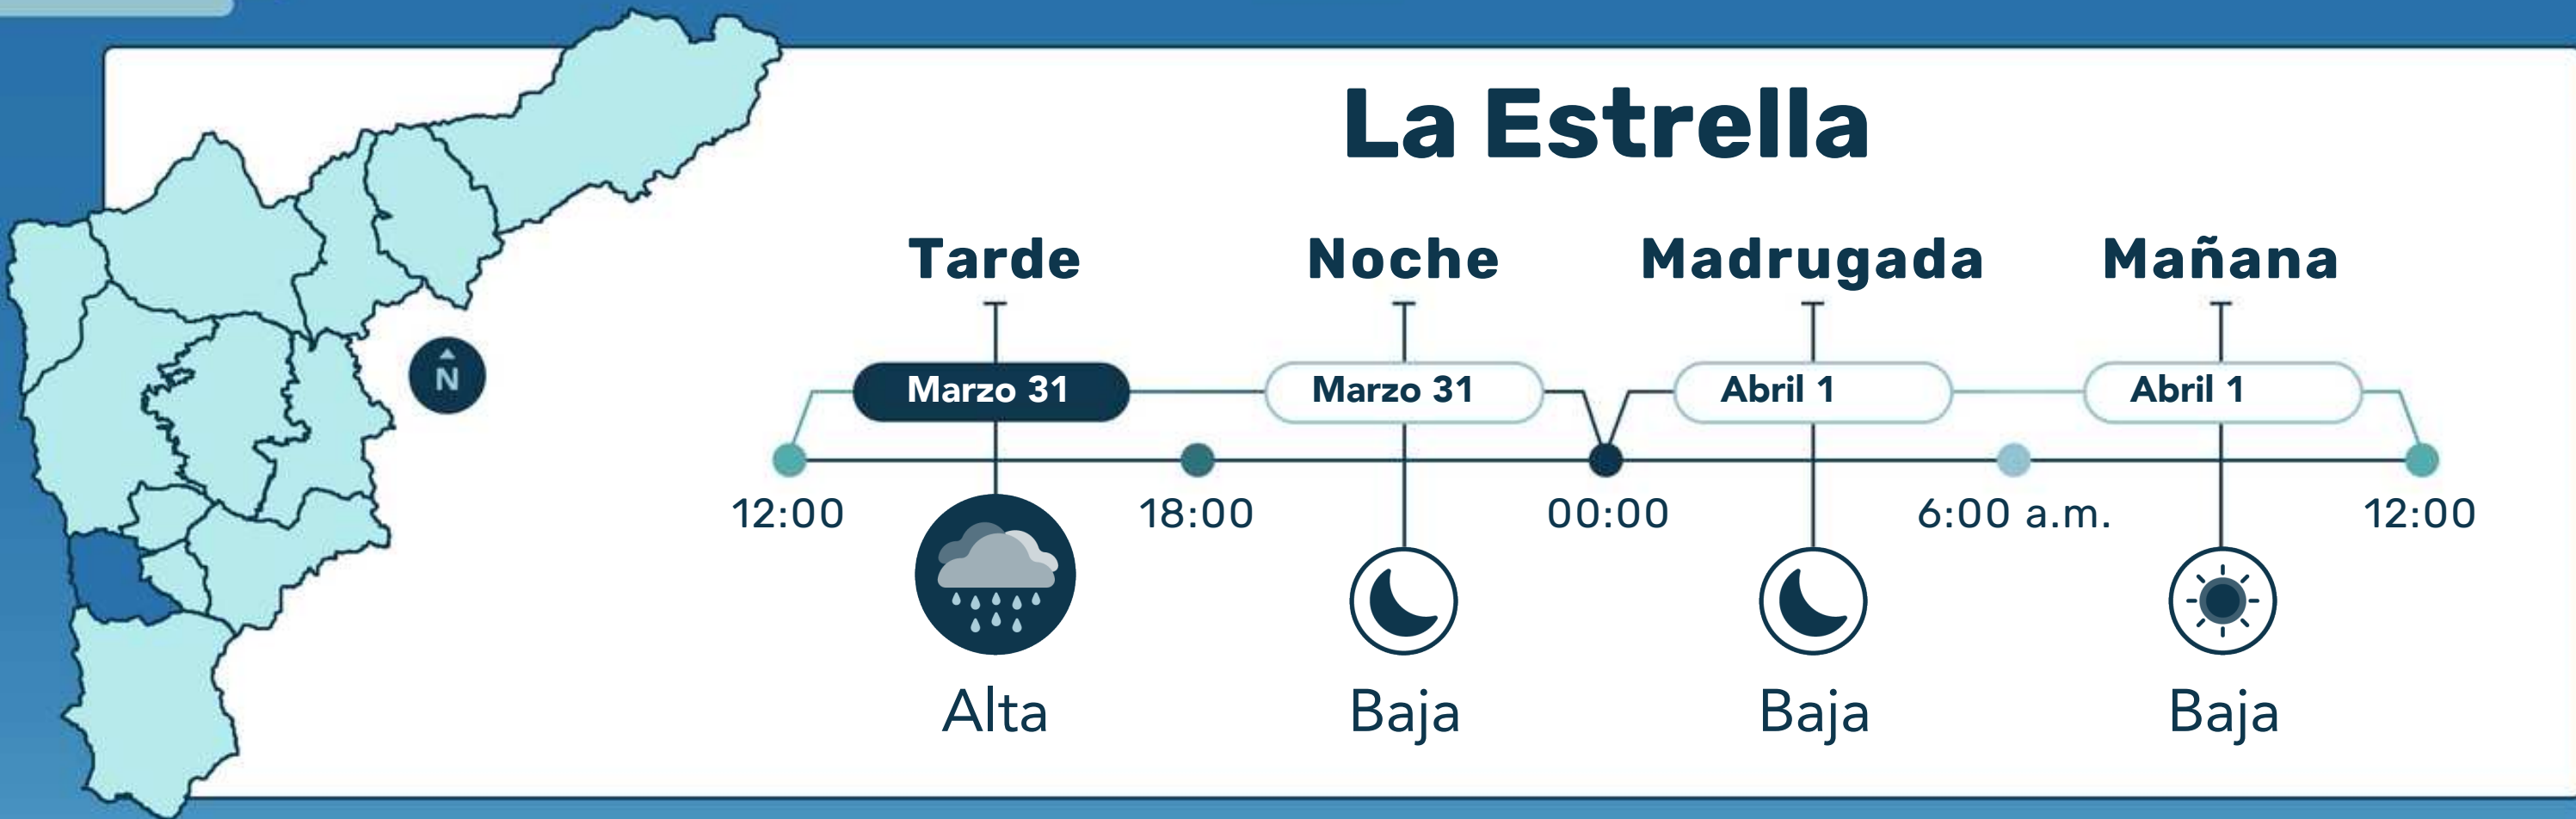 La Estrella
Tarde Noche Madrugada Mañana
N
Marzo 31 Marzo 31 Abril 1 Abril 1
12:00 18:00 00:00 6:00 a.m. 12:00
Alta Baja Baja Baja